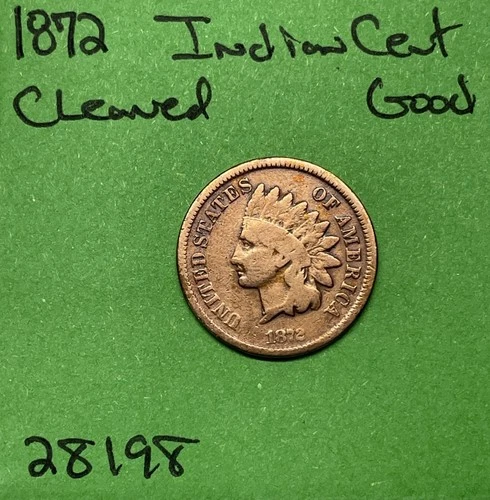 1872 Indian Cent
Cleaned Good
UNITED STATES OF AMERICA
1872
28198